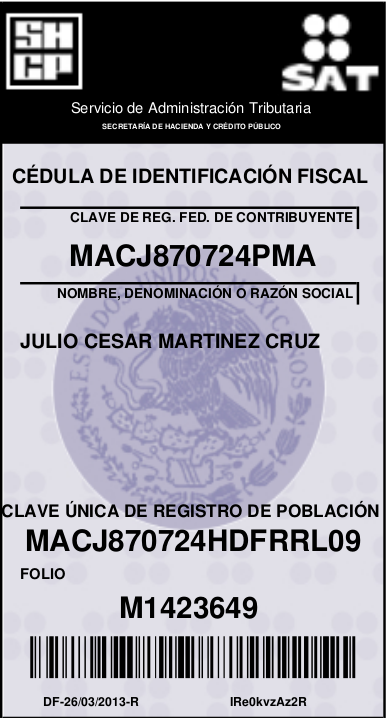 SHCP
SAT
Servicio de Administración Tributaria
SECRETARÍA DE HACIENDA Y CRÉDITO PÚBLICO
CÉDULA DE IDENTIFICACIÓN FISCAL
CLAVE DE REG. FED. DE CONTRIBUYENTE
MACJ870724PMA
NOMBRE, DENOMINACIÓN O RAZÓN SOCIAL
JULIO CESAR MARTINEZ CRUZ
ESTADOS UNIDOS MEXICANOS
CLAVE ÚNICA DE REGISTRO DE POBLACIÓN
MACJ870724HDFRRL09
FOLIO
M1423649
DF-26/03/2013-R IRe0kvzAz2R